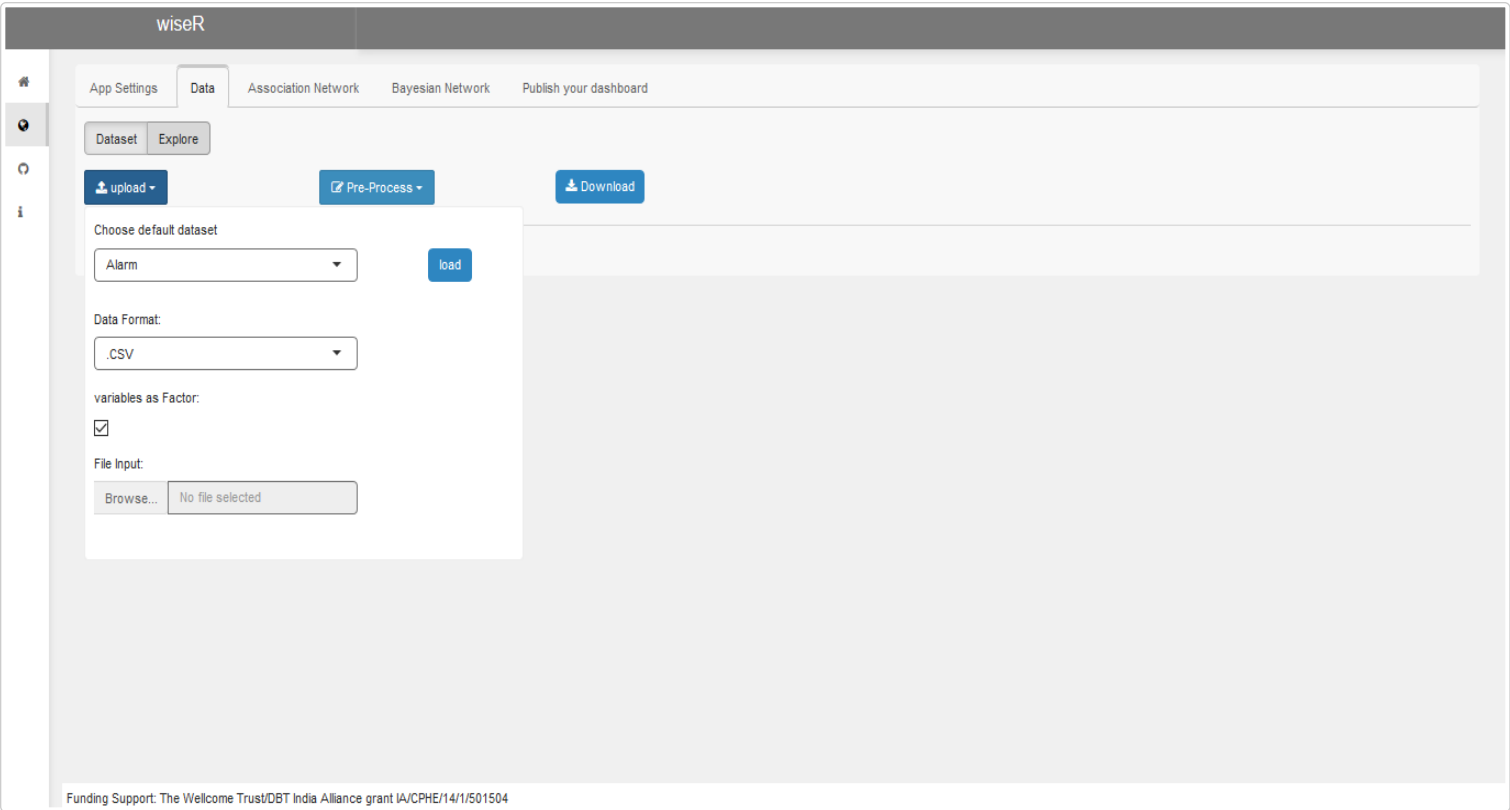 wiseR
App Settings Data Association Network Bayesian Network Publish your dashboard
Dataset Explore
upload Pre-Process Download
Choose default dataset
Alarm load
Data Format:
.CSV
variables as Factor:
File Input:
Browse... No file selected
Funding Support: The Wellcome Trust/DBT India Alliance grant IA/CPHE/14/1/501504